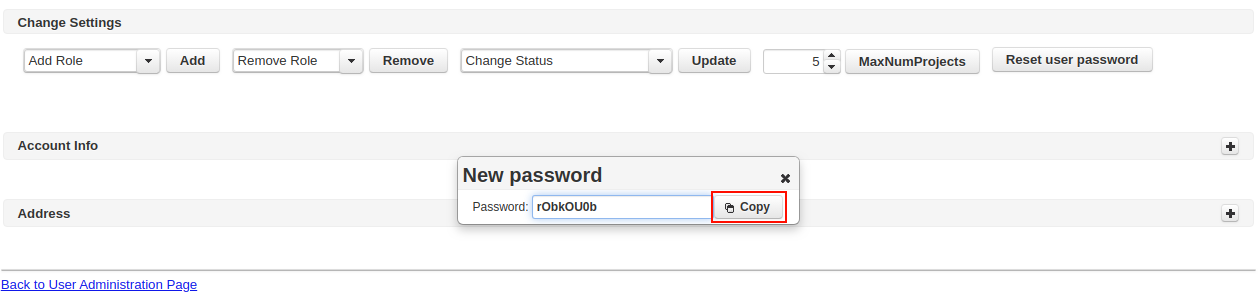 Change Settings
Add Role Add Remove Role Remove Change Status Update 5 MaxNumProjects Reset user password
Account Info
New password
Password: rObkOU0b Copy
Address
Back to User Administration Page